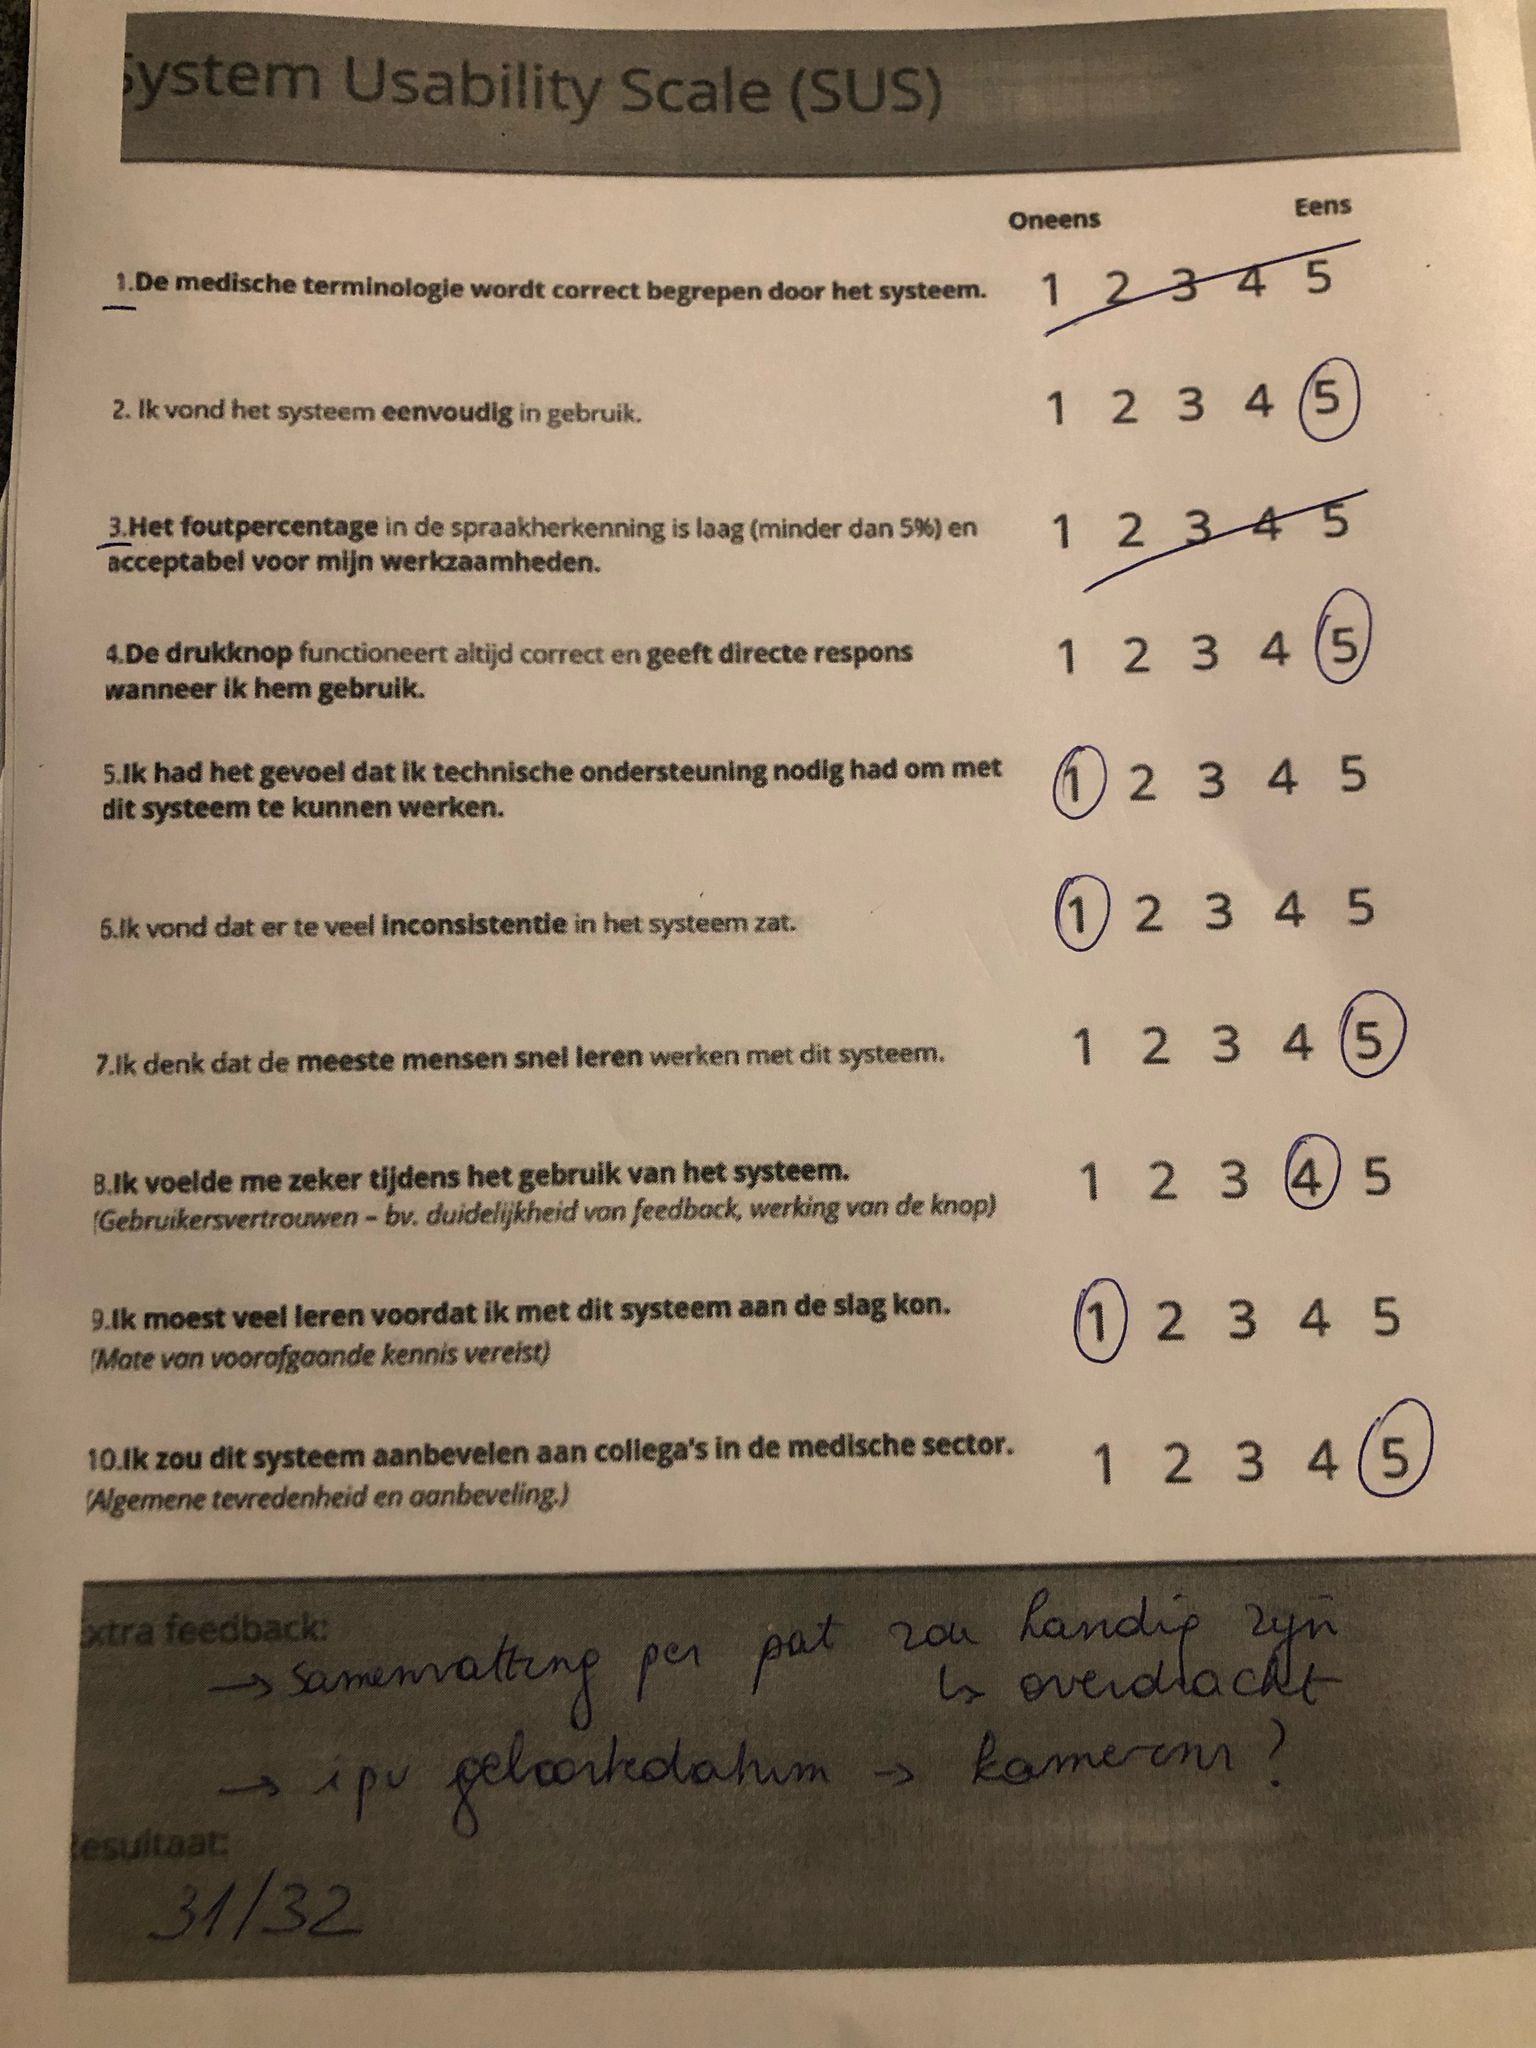 System Usability Scale (SUS)
Oneens Eens
1.De medische terminologie wordt correct begrepen door het systeem. 1 2 3 4 5
2. Ik vond het systeem eenvoudig in gebruik. 1 2 3 4 5
3.Het foutpercentage in de spraakherkenning is laag (minder dan 5%) en 1 2 3 4 5
acceptabel voor mijn werkzaamheden.
4.De drukknop functioneert altijd correct en geeft directe respons 1 2 3 4 5
wanneer ik hem gebruik.
5.Ik had het gevoel dat ik technische ondersteuning nodig had om met 1 2 3 4 5
dit systeem te kunnen werken.
6.Ik vond dat er te veel inconsistentie in het systeem zat. 1 2 3 4 5
7.Ik denk dat de meeste mensen snel leren werken met dit systeem. 1 2 3 4 5
8.Ik voelde me zeker tijdens het gebruik van het systeem. 1 2 3 4 5
(Gebruikersvertrouwen – bv. duidelijkheid van feedback, werking van de knop)
9.Ik moest veel leren voordat ik met dit systeem aan de slag kon. 1 2 3 4 5
(Mate van voorafgaande kennis vereist)
10.Ik zou dit systeem aanbevelen aan collega's in de medische sector. 1 2 3 4 5
(Algemene tevredenheid en aanbeveling.)
Extra feedback:
→ samenvatting per pat zou handig zijn
↳ overdracht
→ ipv geboortedatum → kamernr?
Resultaat:
31/32